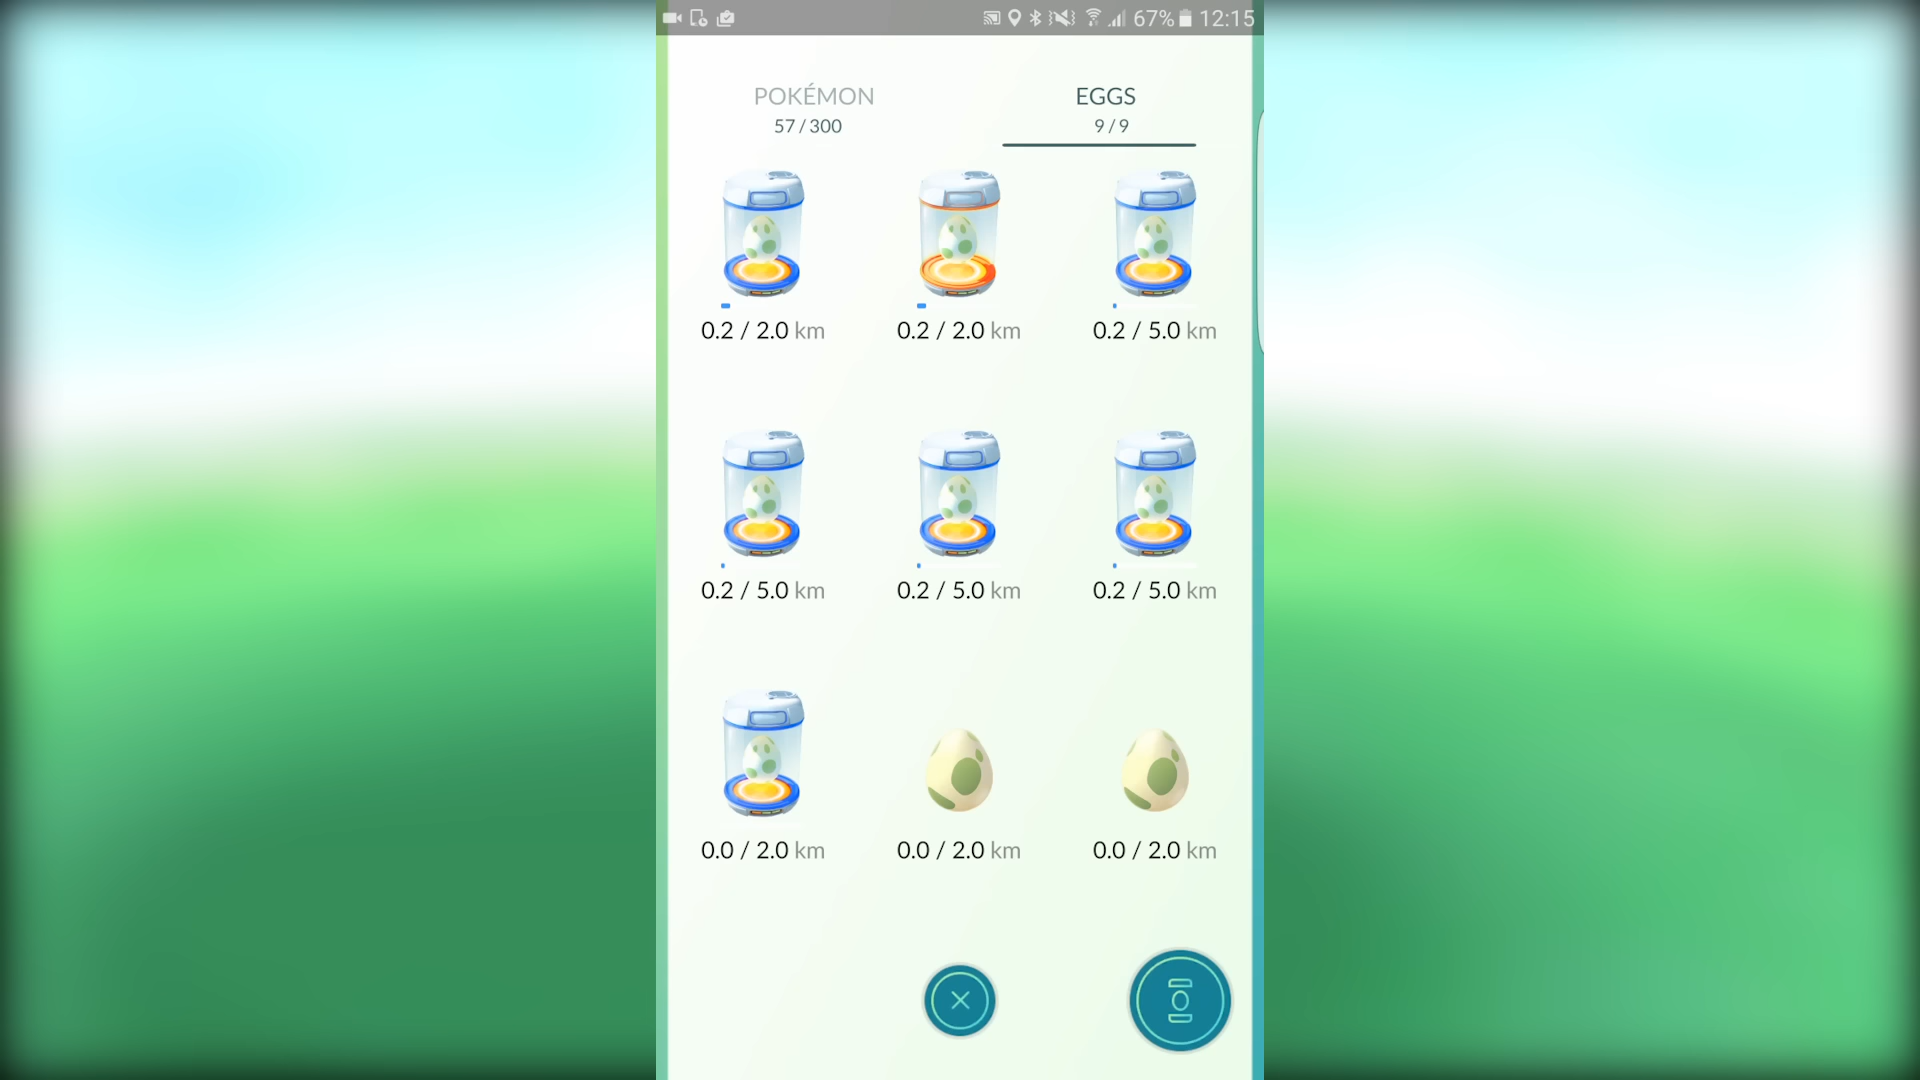 67% 12:15
POKÉMON EGGS
57 / 300 9 / 9
0.2 / 2.0 km 0.2 / 2.0 km 0.2 / 5.0 km
0.2 / 5.0 km 0.2 / 5.0 km 0.2 / 5.0 km
0.0 / 2.0 km 0.0 / 2.0 km 0.0 / 2.0 km